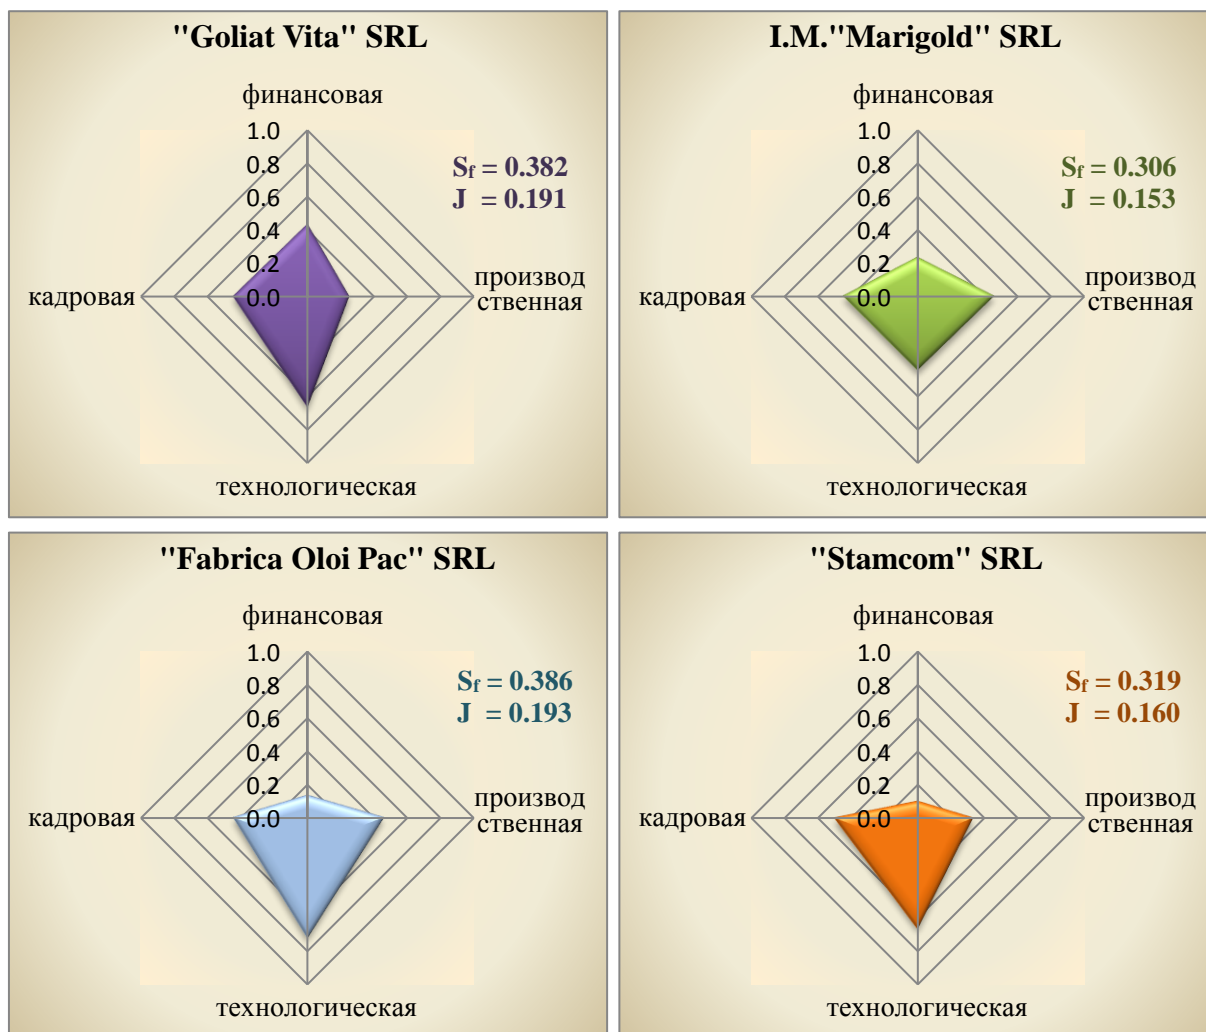 "Goliat Vita" SRL
финансовая
1.0
0.8
0.6
0.4
0.2
0.0
Sf = 0.382
J = 0.191
кадровая
производ
ственная
технологическая
I.M."Marigold" SRL
финансовая
1.0
0.8
0.6
0.4
0.2
0.0
Sf = 0.306
J = 0.153
кадровая
производ
ственная
технологическая
"Fabrica Oloi Pac" SRL
финансовая
1.0
0.8
0.6
0.4
0.2
0.0
Sf = 0.386
J = 0.193
кадровая
производ
ственная
технологическая
"Stamcom" SRL
финансовая
1.0
0.8
0.6
0.4
0.2
0.0
Sf = 0.319
J = 0.160
кадровая
производ
ственная
технологическая